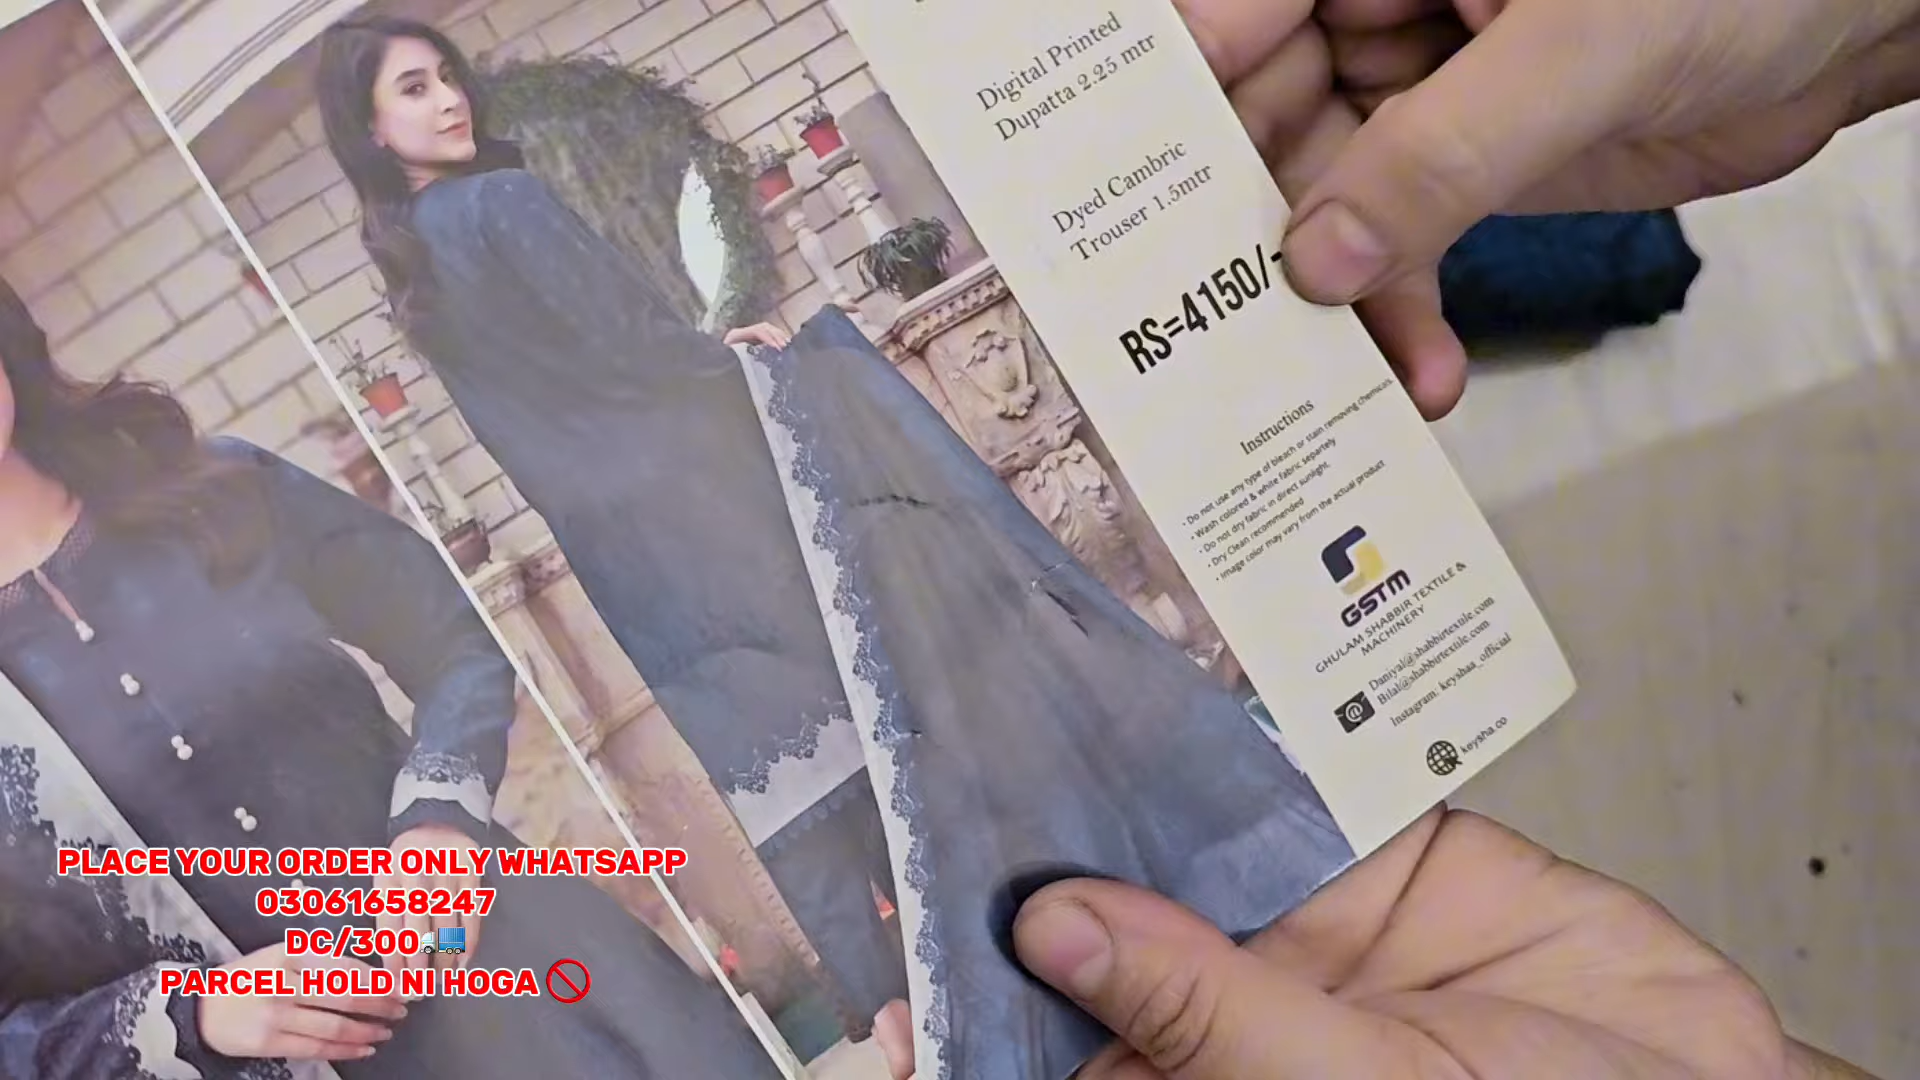 Digital Printed
Dupatta 2.25 mtr
Dyed Cambric
Trouser 1.5mtr
RS=4150/-
Instructions
• Do not use any type of bleach or stain removing chemicals.
• Wash colored & white fabric separtely
• Do not dry fabric in direct sunlight.
• Dry Clean recommended
• Image color may vary from the actual product
GSTM
GHULAM SHABBIR TEXTILE &
MACHINERY
Daniyal@shabbirtextile.com
Bilal@shabbirtextile.com
Instagram: keyshaa_official
keysha.co
PLACE YOUR ORDER ONLY WHATSAPP
03061658247
DC/300🚛
PARCEL HOLD NI HOGA 🚫